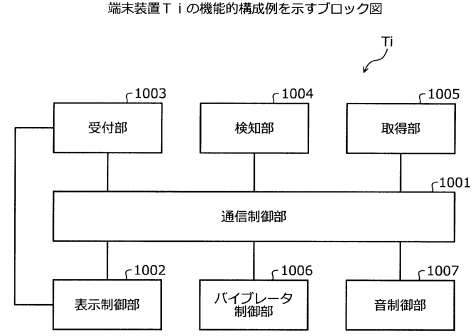 端末装置Ｔｉの機能的構成例を示すブロック図
Ti
1003
1004
1005
受付部
検知部
取得部
1001
通信制御部
1002
1006
1007
表示制御部
バイブレータ
制御部
音制御部